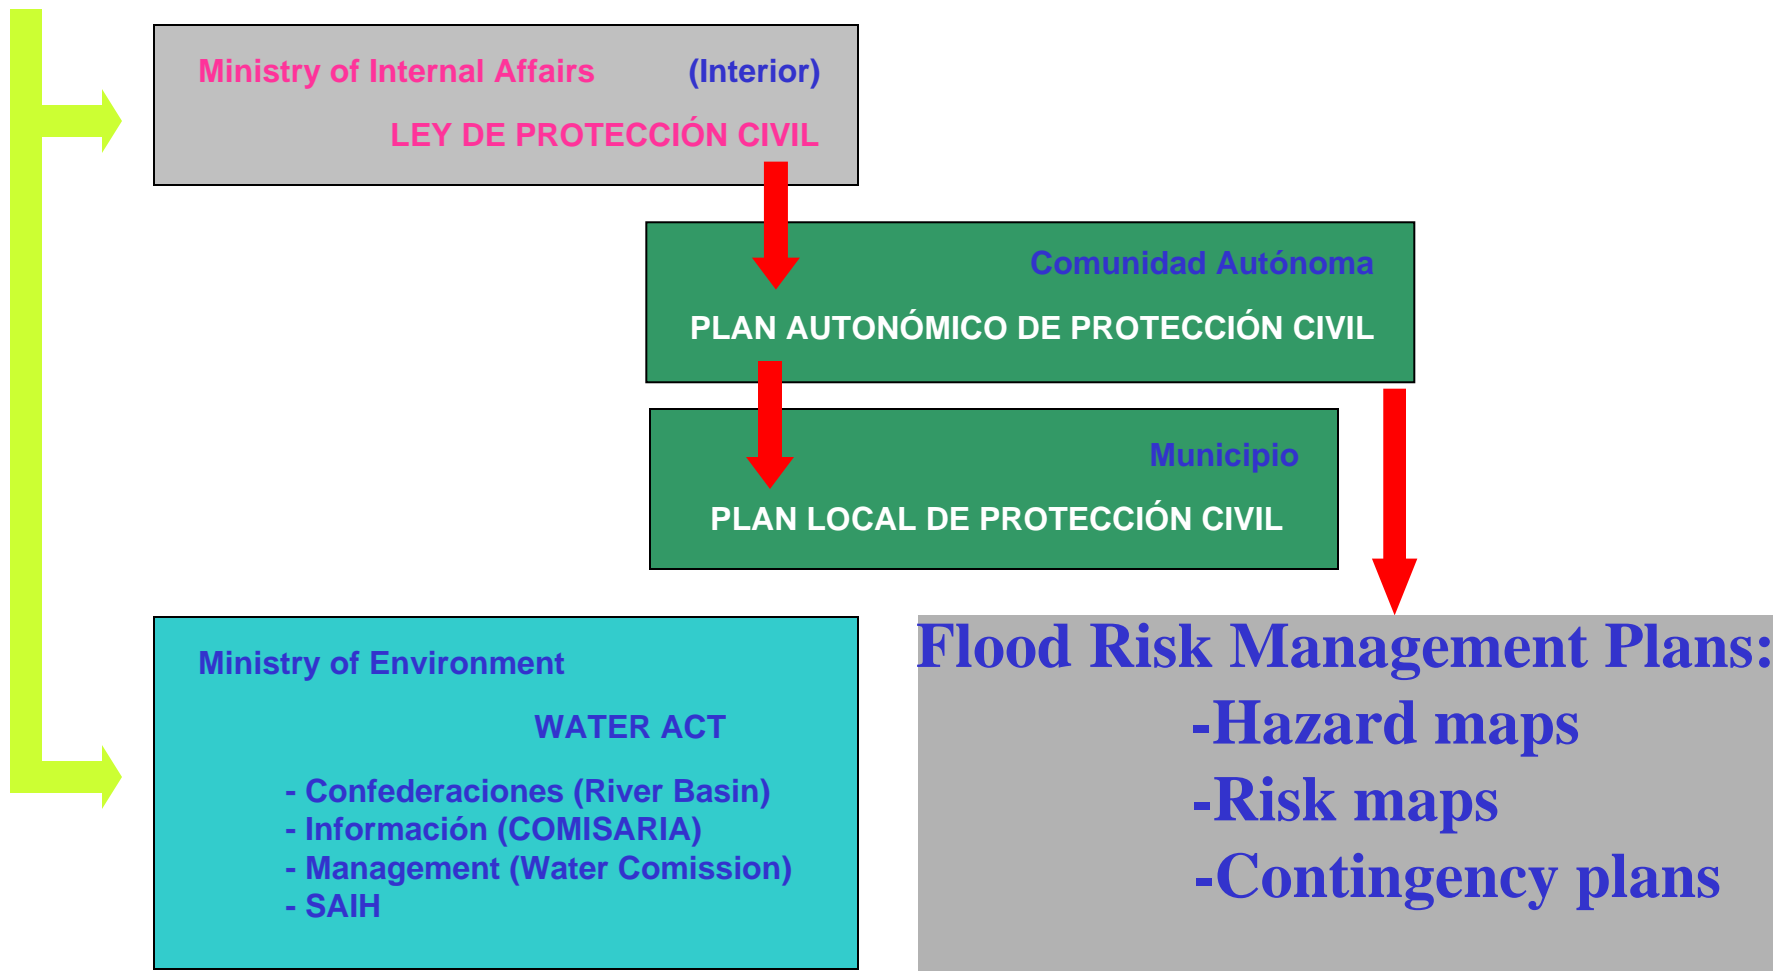 Ministry of Internal Affairs (Interior)
LEY DE PROTECCIÓN CIVIL
Comunidad Autónoma
PLAN AUTONÓMICO DE PROTECCIÓN CIVIL
Municipio
PLAN LOCAL DE PROTECCIÓN CIVIL
Ministry of Environment
WATER ACT
- Confederaciones (River Basin)
- Información (COMISARIA)
- Management (Water Comission)
- SAIH
Flood Risk Management Plans:
-Hazard maps
-Risk maps
-Contingency plans